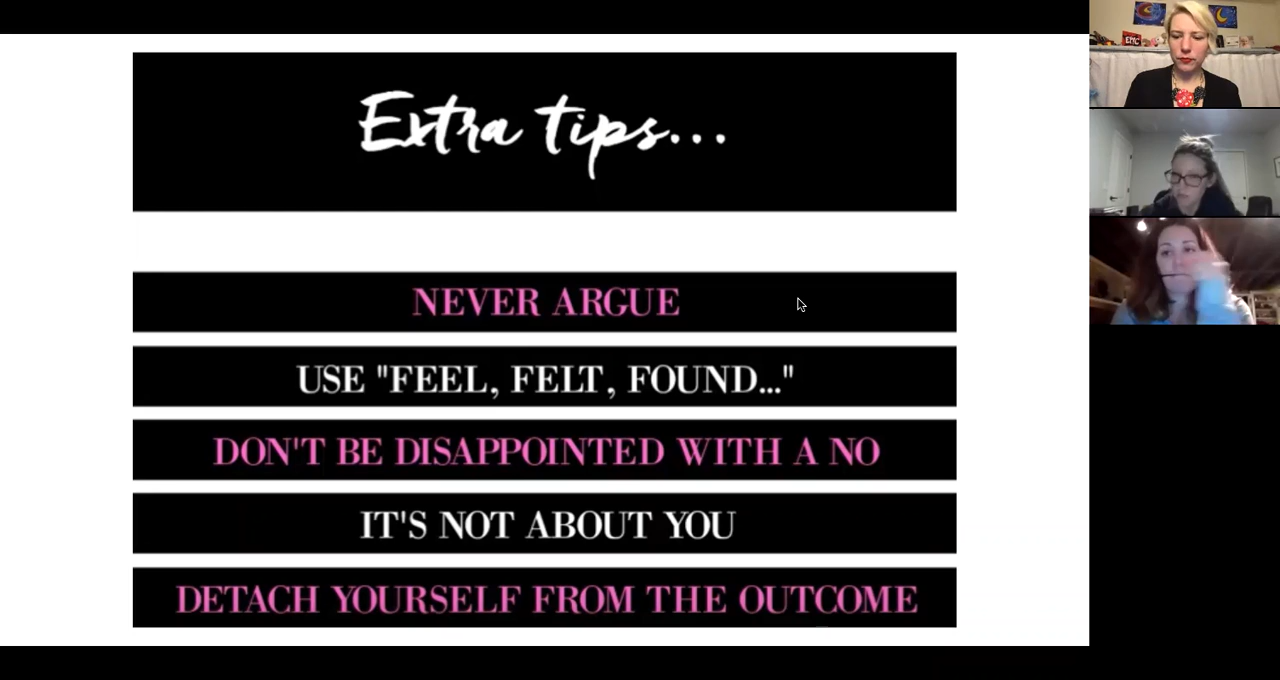 Extra tips...
NEVER ARGUE
USE "FEEL, FELT, FOUND..."
DON'T BE DISAPPOINTED WITH A NO
IT'S NOT ABOUT YOU
DETACH YOURSELF FROM THE OUTCOME
EMC